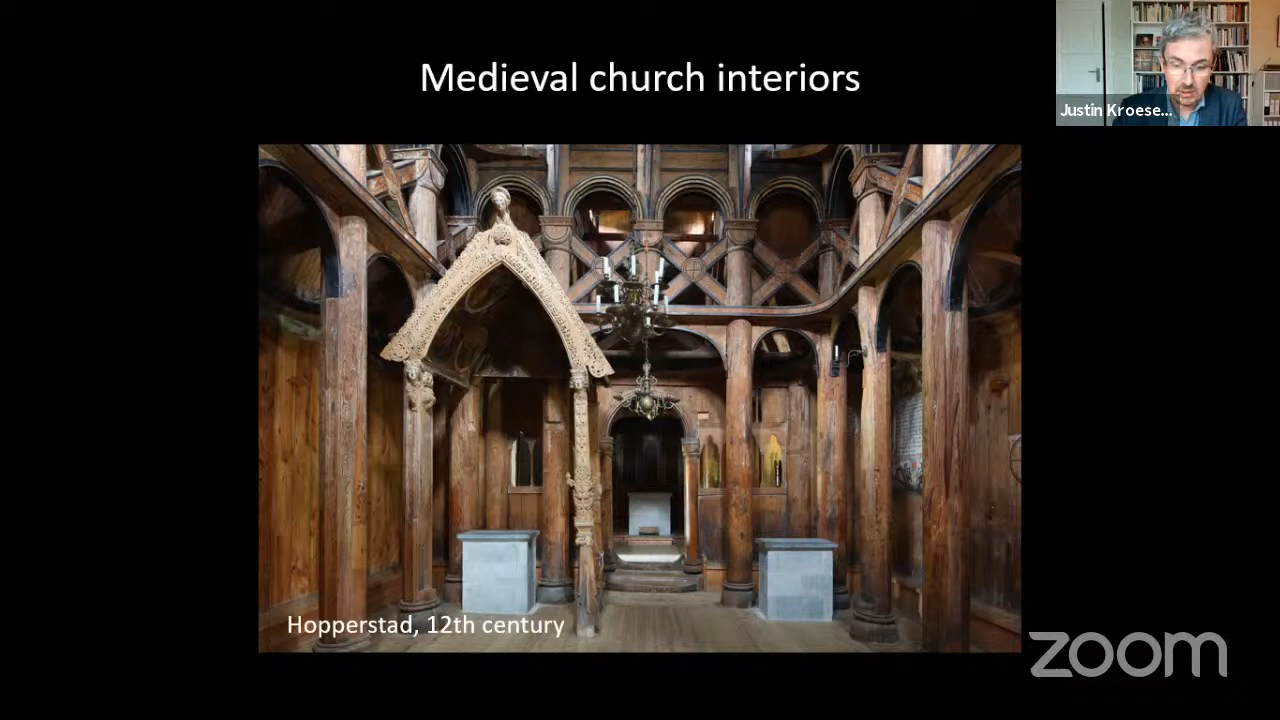 Medieval church interiors
Justin Kroese...
Hopperstad, 12th century
zoom